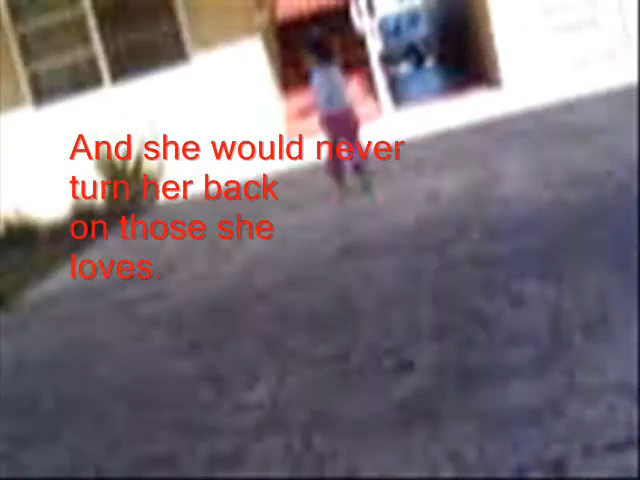 And she would never
turn her back
on those she
loves.